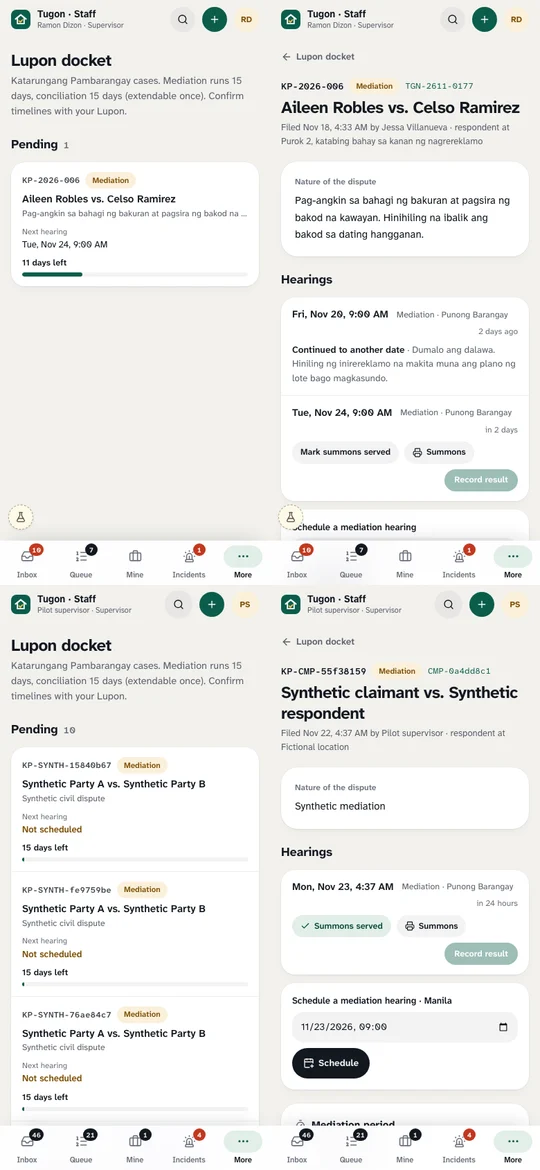 Tugon · Staff
Ramon Dizon · Supervisor
RD
Lupon docket
Katarungan Pambarangay cases. Mediation runs 15
days, conciliation 15 days (extendable once). Confirm
timelines with your Lupon.
Pending 1
KP-2026-006 Mediation
Aileen Robles vs. Celso Ramirez
Pag-angkin sa bahagi ng bakuran at pagsira ng bakod na ...
Next hearing
Tue, Nov 24, 9:00 AM
11 days left
10
7
1
Inbox
Queue
Mine
Incidents
More
Tugon · Staff
Ramon Dizon · Supervisor
RD
Lupon docket
KP-2026-006 Mediation TGN-2611-0177
Aileen Robles vs. Celso Ramirez
Filed Nov 18, 4:33 AM by Jessa Villanueva · respondent at
Purok 2, katabing bahay sa kanan ng nagrereklamo
Nature of the dispute
Pag-angkin sa bahagi ng bakuran at pagsira ng
bakod na kawayan. Hinihiling na ibalik ang
bakod sa dating hangganan.
Hearings
Fri, Nov 20, 9:00 AM Mediation · Punong Barangay
2 days ago
Continued to another date · Dumalo ang dalawa.
Hiniling ng inirereklamo na makita muna ang plano ng
lote bago magkasundo.
Tue, Nov 24, 9:00 AM Mediation · Punong Barangay
in 2 days
Mark summons served
Summons
Record result
Schedule a mediation hearing
10
7
1
Inbox
Queue
Mine
Incidents
More
Tugon · Staff
Pilot supervisor · Supervisor
PS
Lupon docket
Katarungan Pambarangay cases. Mediation runs 15
days, conciliation 15 days (extendable once). Confirm
timelines with your Lupon.
Pending 10
KP-SYNTH-15840b67 Mediation
Synthetic Party A vs. Synthetic Party B
Synthetic civil dispute
Next hearing
Not scheduled
15 days left
KP-SYNTH-fe9759be Mediation
Synthetic Party A vs. Synthetic Party B
Synthetic civil dispute
Next hearing
Not scheduled
15 days left
KP-SYNTH-76ae84c7 Mediation
Synthetic Party A vs. Synthetic Party B
Synthetic civil dispute
Next hearing
Not scheduled
15 days left
46
21
1
4
Inbox
Queue
Mine
Incidents
More
Tugon · Staff
Pilot supervisor · Supervisor
PS
Lupon docket
KP-CMP-55f38159 Mediation CMP-0a4dd8c1
Synthetic claimant vs. Synthetic
respondent
Filed Nov 22, 4:37 AM by Pilot supervisor · respondent at
Fictional location
Nature of the dispute
Synthetic mediation
Hearings
Mon, Nov 23, 4:37 AM Mediation · Punong Barangay
in 24 hours
Summons served
Summons
Record result
Schedule a mediation hearing · Manila
11/23/2026, 09:00
Schedule
Mediation period
46
21
1
4
Inbox
Queue
Mine
Incidents
More